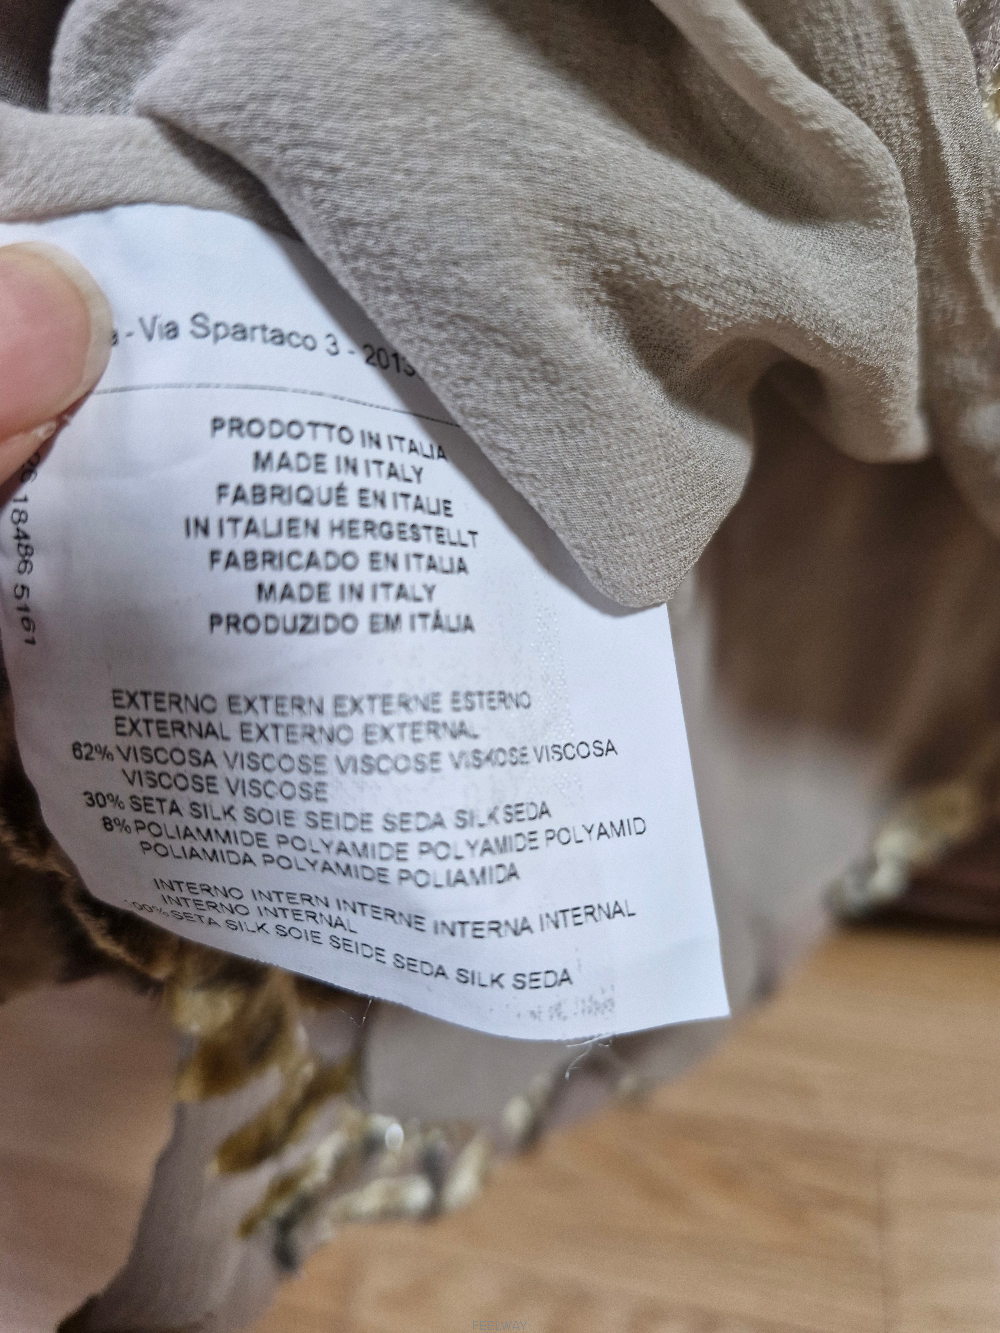 - Via Spartaco 3 - 2013
PRODOTTO IN ITALIA
MADE IN ITALY
FABRIQUÉ EN ITALIE
IN ITALIEN HERGESTELLT
FABRICADO EN ITALIA
MADE IN ITALY
PRODUZIDO EM ITÁLIA
18486 5161
EXTERNO EXTERN EXTERNE ESTERNO
EXTERNAL EXTERNO EXTERNAL
62% VISCOSA VISCOSE VISCOSE VISKOSE VISCOSA
VISCOSE VISCOSE
30% SETA SILK SOIE SEIDE SEDA SILK SEDA
8% POLIAMMIDE POLYAMIDE POLYAMIDE POLYAMID
POLIAMIDA POLYAMIDE POLIAMIDA
INTERNO INTERN INTERNE INTERNA INTERNAL
INTERNO INTERNAL
100% SETA SILK SOIE SEIDE SEDA SILK SEDA
FEELWAY